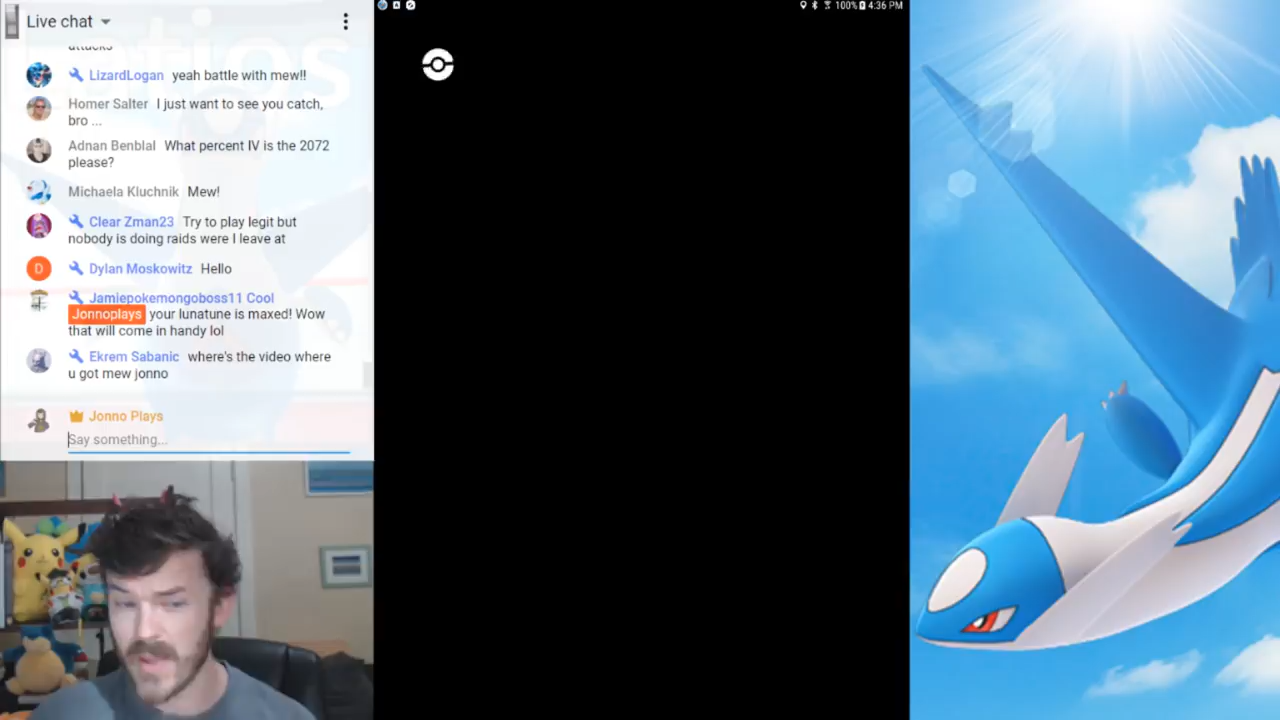 Live chat
attacks
LizardLogan yeah battle with mew!!
Homer Salter I just want to see you catch,
bro ...
Adnan Benblal What percent IV is the 2072
please?
Michaela Kluchnik Mew!
Clear Zman23 Try to play legit but
nobody is doing raids were I leave at
D
Dylan Moskowitz Hello
Jamiepokemongoboss11 Cool
Jonnoplays your lunatune is maxed! Wow
that will come in handy lol
Ekrem Sabanic where's the video where
u got mew jonno
Jonno Plays
Say something...
100% 4:36 PM